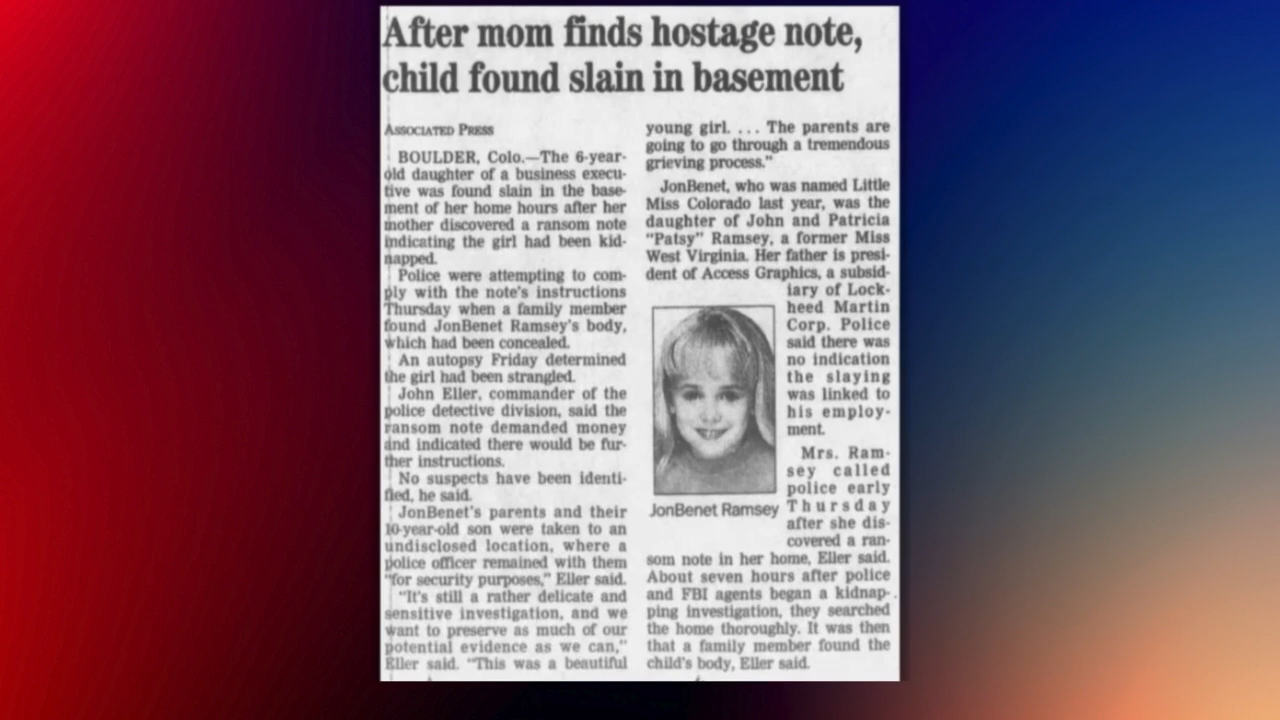 After mom finds hostage note,
child found slain in basement
ASSOCIATED PRESS
BOULDER, Colo.—The 6-year-
old daughter of a business execu-
tive was found slain in the base-
ment of her home hours after her
mother discovered a ransom note
indicating the girl had been kid-
napped.
Police were attempting to com-
ply with the note's instructions
Thursday when a family member
found JonBenet Ramsey's body,
which had been concealed.
An autopsy Friday determined
the girl had been strangled.
John Eller, commander of the
police detective division, said the
ransom note demanded money
and indicated there would be fur-
ther instructions.
No suspects have been identi-
fied, he said.
JonBenet's parents and their
10-year-old son were taken to an
undisclosed location, where a
police officer remained with them
"for security purposes," Eller said.
"It's still a rather delicate and
sensitive investigation, and we
want to preserve as much of our
potential evidence as we can,"
Eller said. "This was a beautiful
young girl. . . . The parents are
going to go through a tremendous
grieving process."
JonBenet, who was named Little
Miss Colorado last year, was the
daughter of John and Patricia
"Patsy" Ramsey, a former Miss
West Virginia. Her father is presi-
dent of Access Graphics, a subsid-
iary of Lock-
heed Martin
Corp. Police
said there was
no indication
the slaying
was linked to
his employ-
ment.
Mrs. Ram-
sey called
police early
Thursday
after she dis-
covered a ran-
som note in her home, Eller said.
About seven hours after police
and FBI agents began a kidnap-
ping investigation, they searched
the home thoroughly. It was then
that a family member found the
child's body, Eller said.
JonBenet Ramsey